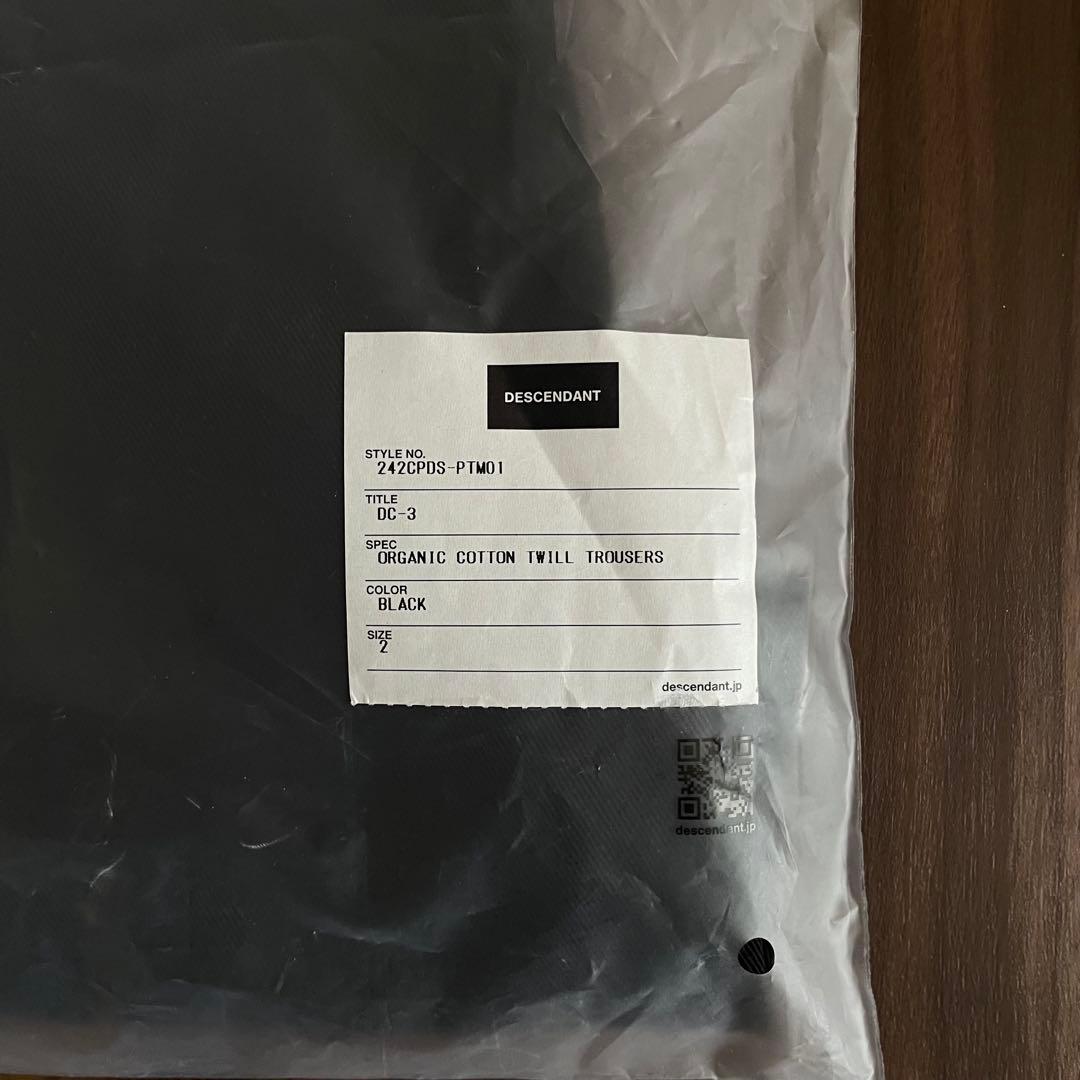 DESCENDANT
STYLE NO.
242CPDS-PTM01
TITLE
DC-3
SPEC
ORGANIC COTTON TWILL TROUSERS
COLOR
BLACK
SIZE
2
descendant.jp
descendant.jp